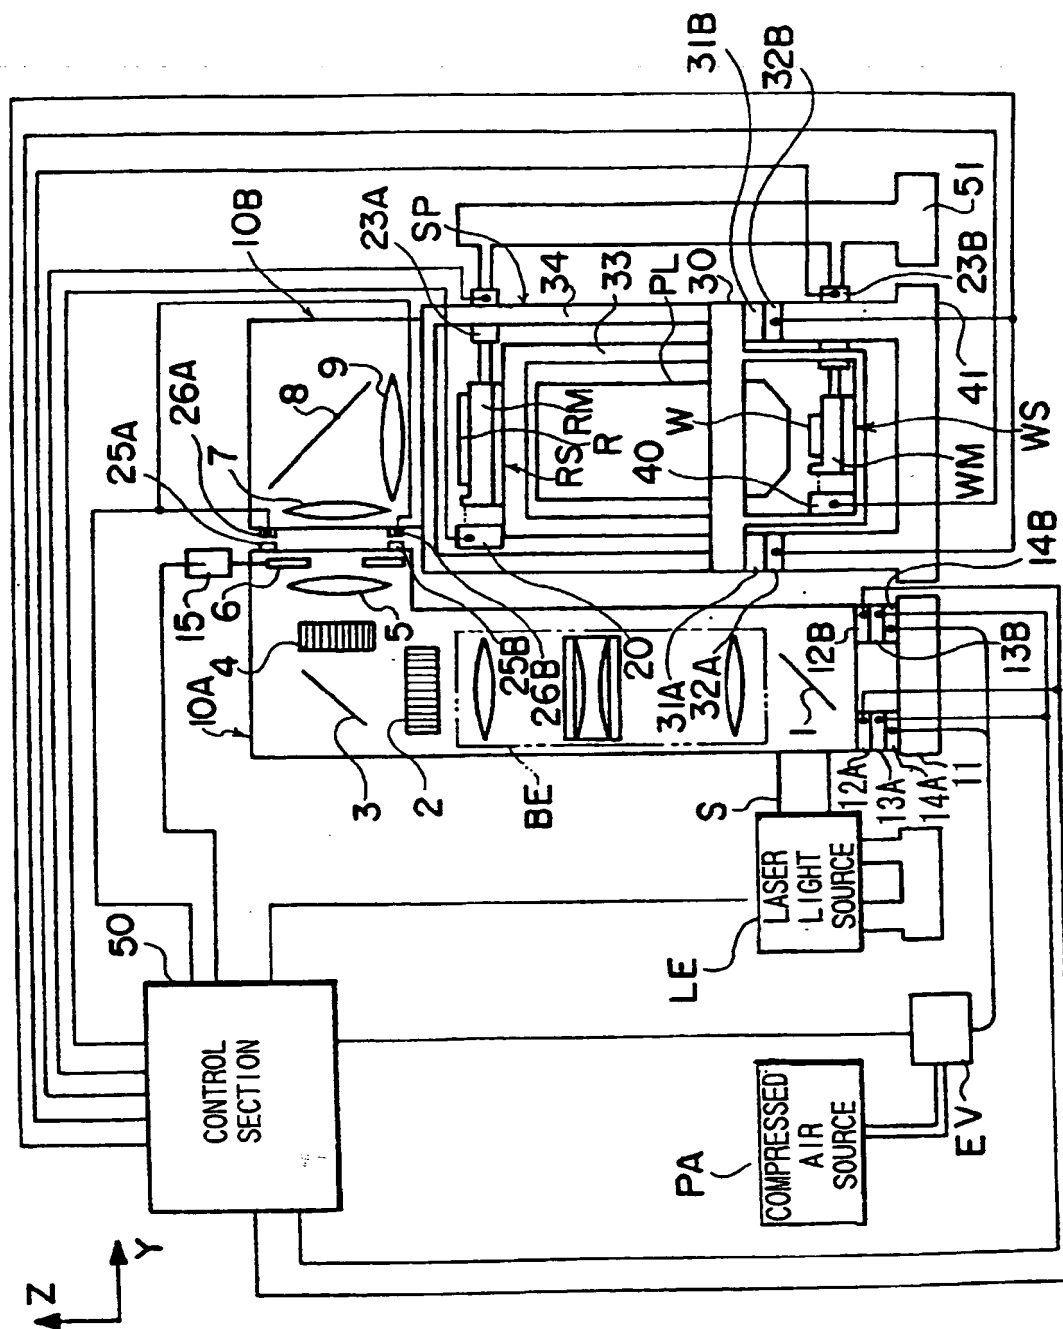 31B
32B
10B
23A
SP
51
25A
26A
7
8
9
34
33
PL
30
23B
RS
RM
R
W
40
41
WS
WM
14B
15
6
5
4
10A
25B
26B
20
31A
32A
12B
13B
1
3
2
BE
S
12A
13A
14A
11
50
CONTROL
SECTION
LASER
LIGHT
SOURCE
LE
COMPRESSED
AIR
SOURCE
PA
EV
Z
Y